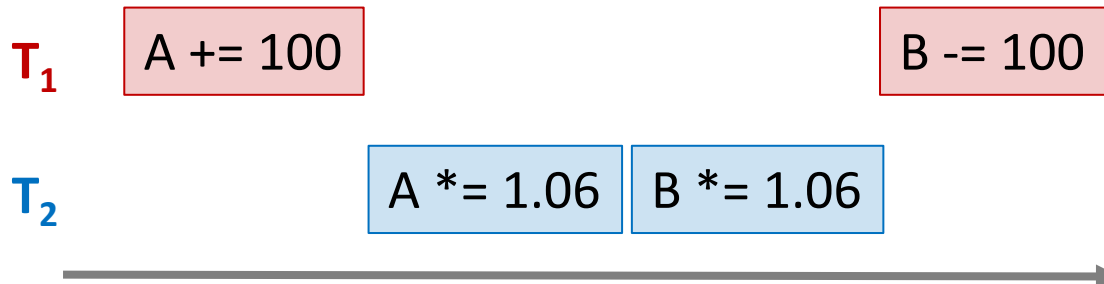 T₁ A += 100 B -= 100
T₂ A *= 1.06 B *= 1.06